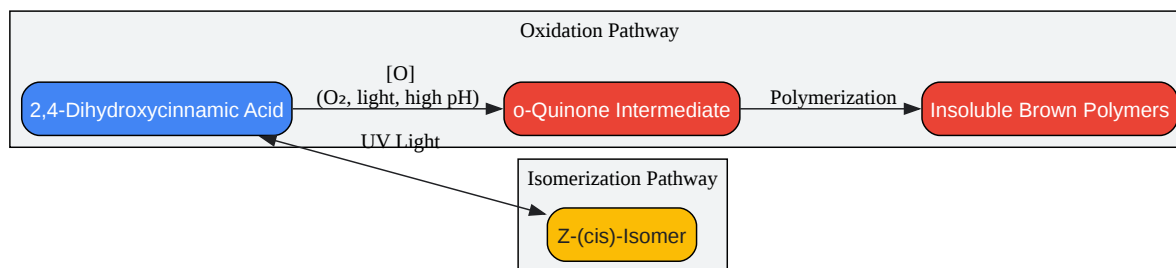 Oxidation Pathway
2,4-Dihydroxycinnamic Acid
[O]
(O₂, light, high pH)
o-Quinone Intermediate
Polymerization
Insoluble Brown Polymers
UV Light
Isomerization Pathway
Z-(cis)-Isomer